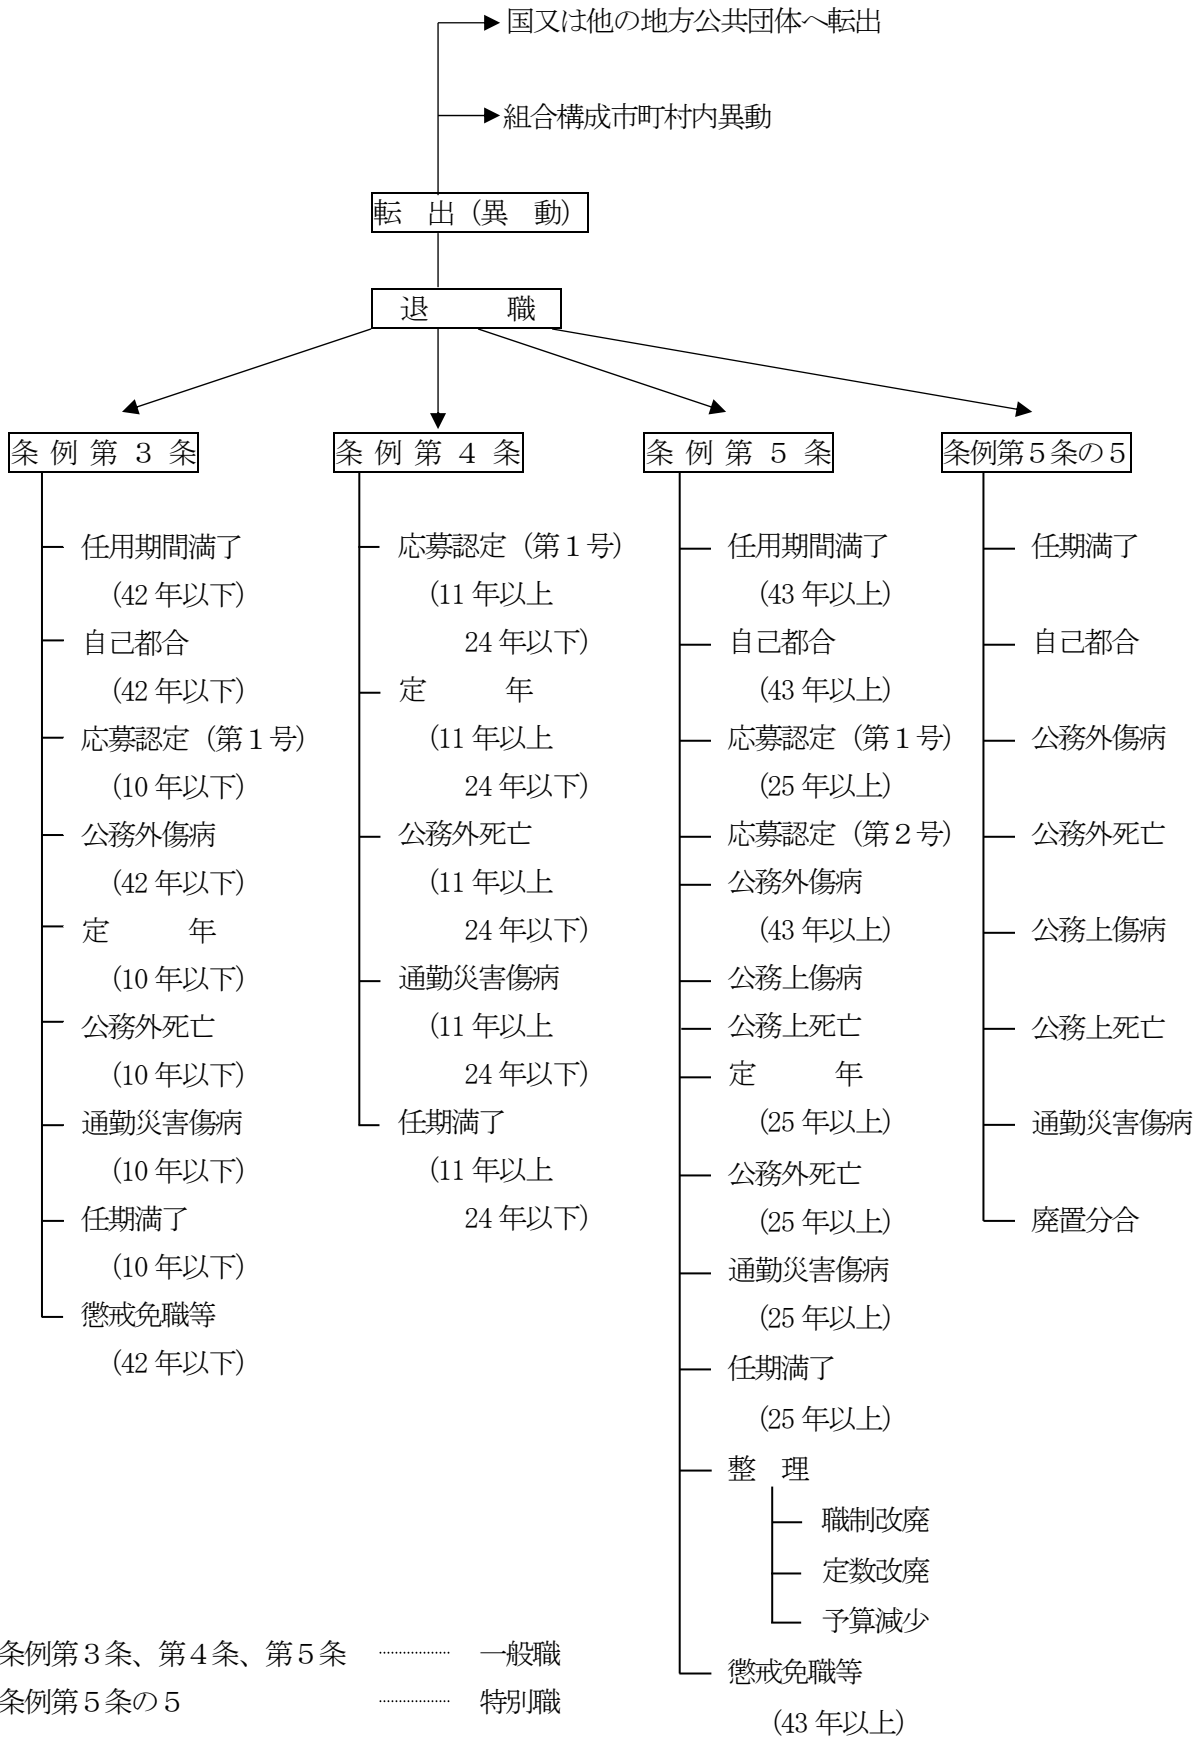 国又は他の地方公共団体へ転出
組合構成市町村内異動
転　出（異　動）
退　　　職
条 例 第 ３ 条
任用期間満了
（42 年以下）
自己都合
（42 年以下）
応募認定（第１号）
（10 年以下）
公務外傷病
（42 年以下）
定　　　年
（10 年以下）
公務外死亡
（10 年以下）
通勤災害傷病
（10 年以下）
任期満了
（10 年以下）
懲戒免職等
（42 年以下）
条 例 第 ４ 条
応募認定（第１号）
（11 年以上
24 年以下）
定　　　年
（11 年以上
24 年以下）
公務外死亡
（11 年以上
24 年以下）
通勤災害傷病
（11 年以上
24 年以下）
任期満了
（11 年以上
24 年以下）
条 例 第 ５ 条
任用期間満了
（43 年以上）
自己都合
（43 年以上）
応募認定（第１号）
（25 年以上）
応募認定（第２号）
公務外傷病
（43 年以上）
公務上傷病
公務上死亡
定　　　年
（25 年以上）
公務外死亡
（25 年以上）
通勤災害傷病
（25 年以上）
任期満了
（25 年以上）
整　理
職制改廃
定数改廃
予算減少
懲戒免職等
（43 年以上）
条例第５条の５
任期満了
自己都合
公務外傷病
公務外死亡
公務上傷病
公務上死亡
通勤災害傷病
廃置分合
条例第３条、第４条、第５条　………………　一般職
条例第５条の５　………………　特別職